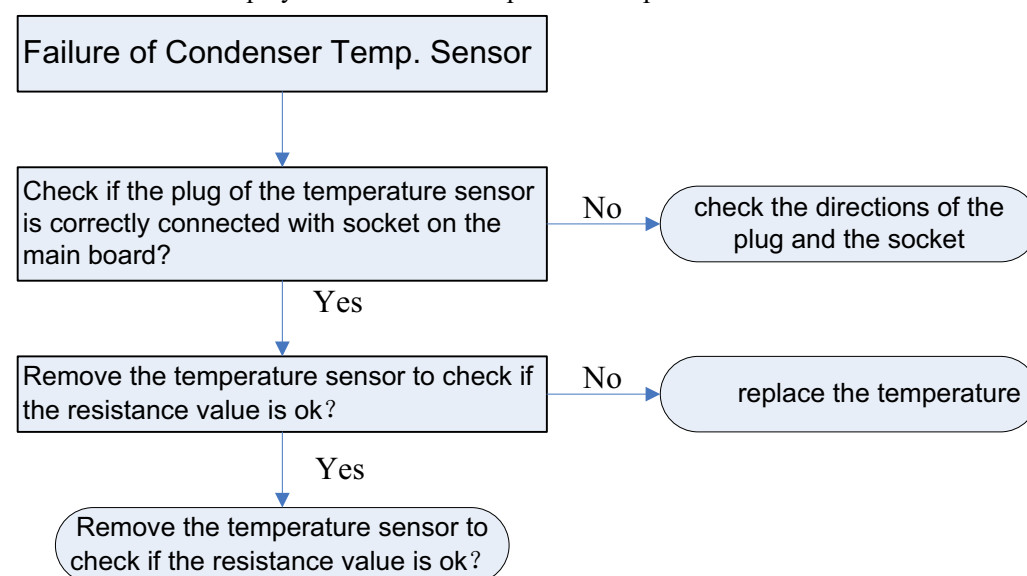 Failure of Condenser Temp. Sensor
Check if the plug of the temperature sensor
is correctly connected with socket on the
main board?
No
check the directions of the
plug and the socket
Yes
Remove the temperature sensor to check if
the resistance value is ok？
No
replace the temperature
Yes
Remove the temperature sensor to
check if the resistance value is ok？